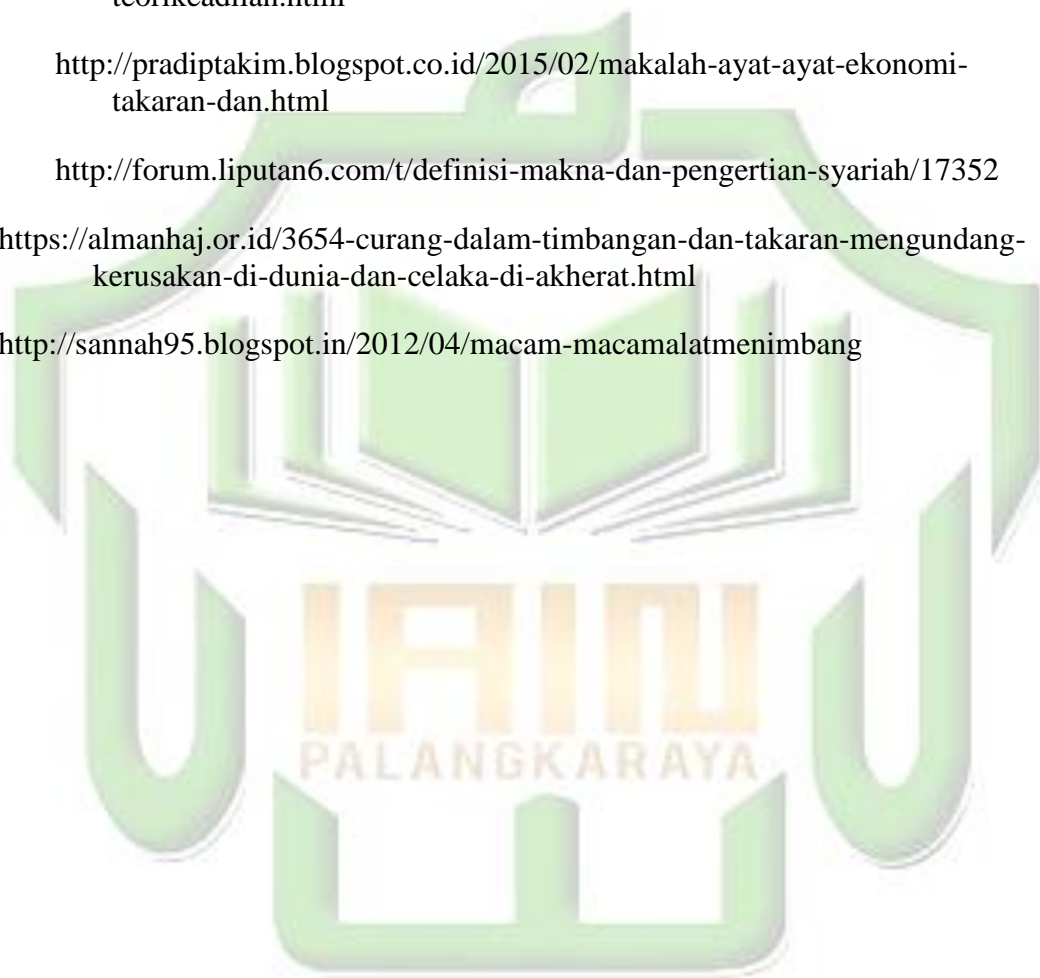 teorikeadilan.html
http://pradiptakim.blogspot.co.id/2015/02/makalah-ayat-ayat-ekonomi-
takaran-dan.html
http://forum.liputan6.com/t/definisi-makna-dan-pengertian-syariah/17352
https://almanhaj.or.id/3654-curang-dalam-timbangan-dan-takaran-mengundang-
kerusakan-di-dunia-dan-celaka-di-akherat.html
http://sannah95.blogspot.in/2012/04/macam-macamalatmenimbang
IAIN
PALANGKARAYA